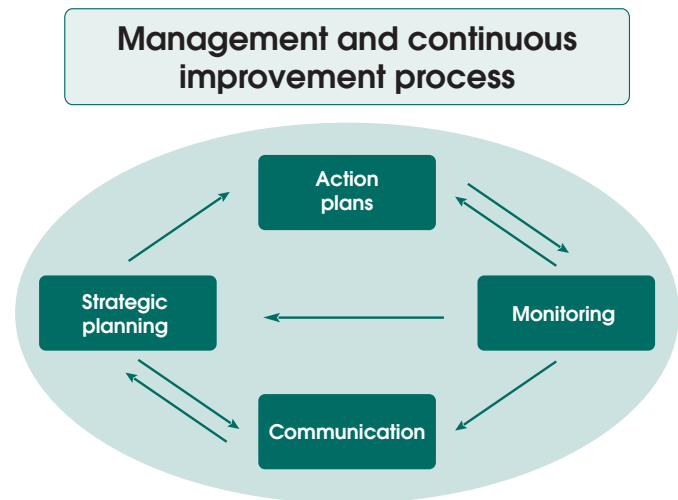 Management and continuous
improvement process
Action
plans
Strategic
planning
Monitoring
Communication